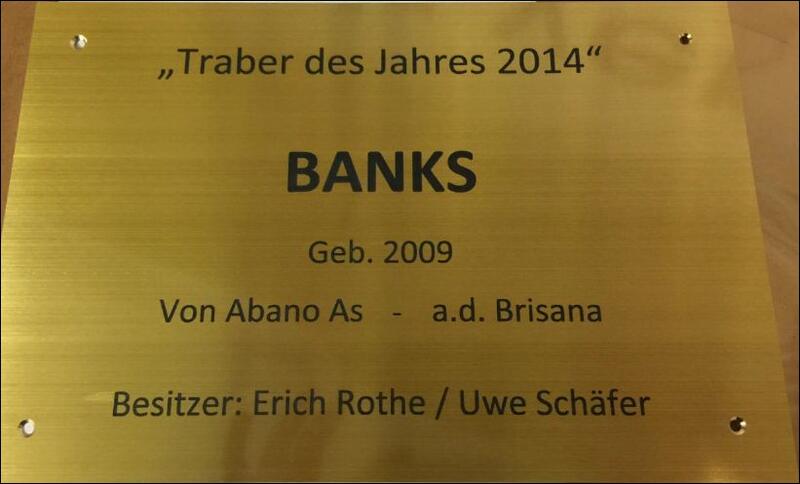 „Traber des Jahres 2014“
BANKS
Geb. 2009
Von Abano As - a.d. Brisana
Besitzer: Erich Rothe / Uwe Schäfer